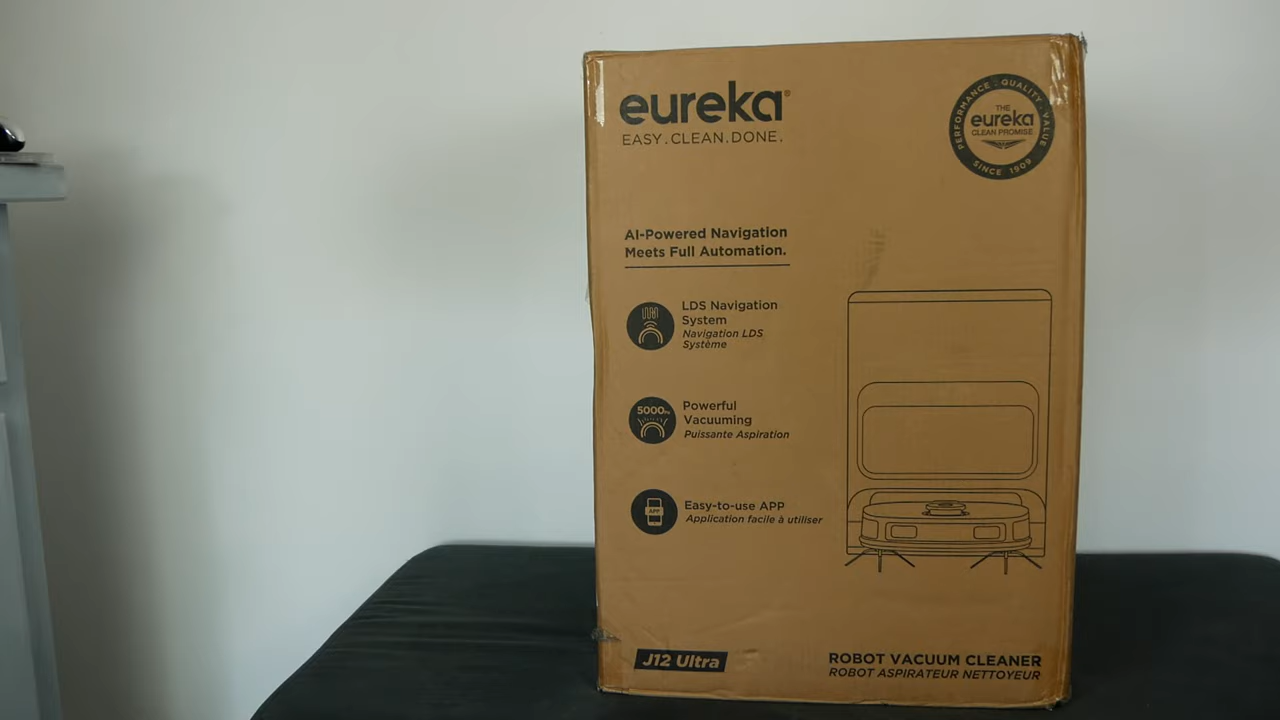 eureka®
EASY.CLEAN.DONE.
PERFORMANCE · QUALITY · VALUE
THE
eureka
CLEAN PROMISE
SINCE 1909
AI-Powered Navigation
Meets Full Automation.
LDS Navigation
System
Navigation LDS
Système
5000Pa
Powerful
Vacuuming
Puissante Aspiration
APP
Easy-to-use APP
Application facile à utiliser
J12 Ultra
ROBOT VACUUM CLEANER
ROBOT ASPIRATEUR NETTOYEUR